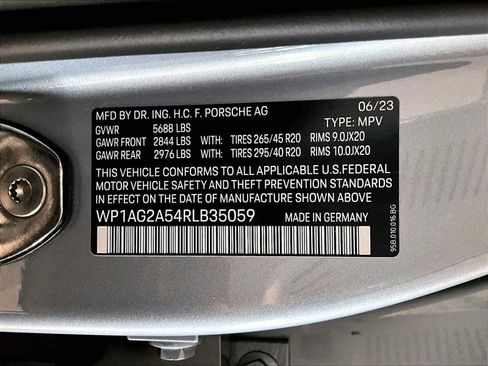 MFD BY DR. ING. H.C. F. PORSCHE AG 06/23
GVWR 5688 LBS TYPE: MPV
GAWR FRONT 2844 LBS WITH: TIRES 265/45 R20 RIMS 9.0JX20
GAWR REAR 2976 LBS WITH: TIRES 295/40 R20 RIMS 10.0JX20
THIS VEHICLE CONFORMS TO ALL APPLICABLE U.S.FEDERAL
MOTOR VEHICLE SAFETY AND THEFT PREVENTION STANDARDS
IN EFFECT ON THE DATE OF MANUFACTURE SHOWN ABOVE
WP1AG2A54RLB35059 MADE IN GERMANY
95B.010.016.BG